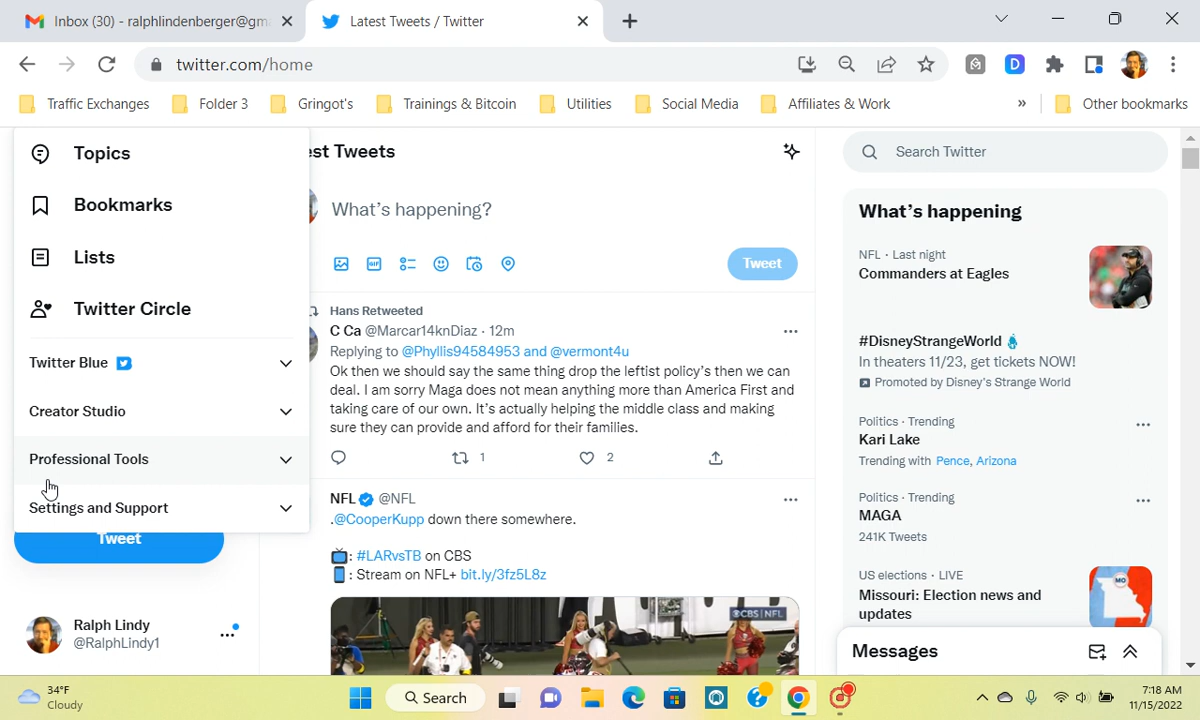 Inbox (30) - ralphlindenberger@gm
Latest Tweets / Twitter
twitter.com/home
Traffic Exchanges
Folder 3
Gringot's
Trainings & Bitcoin
Utilities
Social Media
Affiliates & Work
»
Other bookmarks
Topics
Bookmarks
Lists
Twitter Circle
Twitter Blue
Creator Studio
Professional Tools
Settings and Support
Tweet
Ralph Lindy
@RalphLindy1
est Tweets
What's happening?
GIF
Tweet
Hans Retweeted
C Ca @Marcar14knDiaz · 12m
Replying to @Phyllis94584953 and @vermont4u
Ok then we should say the same thing drop the leftist policy's then we can
deal. I am sorry Maga does not mean anything more than America First and
taking care of our own. It's actually helping the middle class and making
sure they can provide and afford for their families.
1
2
NFL @NFL
.@CooperKupp down there somewhere.
: #LARvsTB on CBS
: Stream on NFL+ bit.ly/3fz5L8z
CBS NFL
Search Twitter
What's happening
NFL · Last night
Commanders at Eagles
#DisneyStrangeWorld
In theaters 11/23, get tickets NOW!
Promoted by Disney's Strange World
Politics · Trending
Kari Lake
Trending with Pence, Arizona
Politics · Trending
MAGA
241K Tweets
US elections · LIVE
Missouri: Election news and
updates
MO
Messages
34°F
Cloudy
Search
7:18 AM
11/15/2022